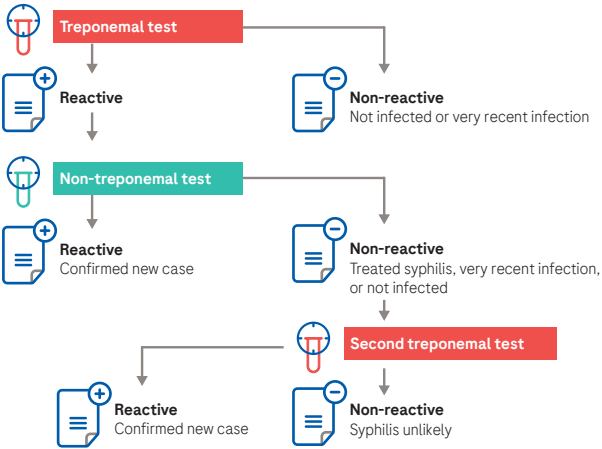 Treponemal test
Reactive
Non-reactive
Not infected or very recent infection
Non-treponemal test
Reactive
Confirmed new case
Non-reactive
Treated syphilis, very recent infection,
or not infected
Second treponemal test
Reactive
Confirmed new case
Non-reactive
Syphilis unlikely